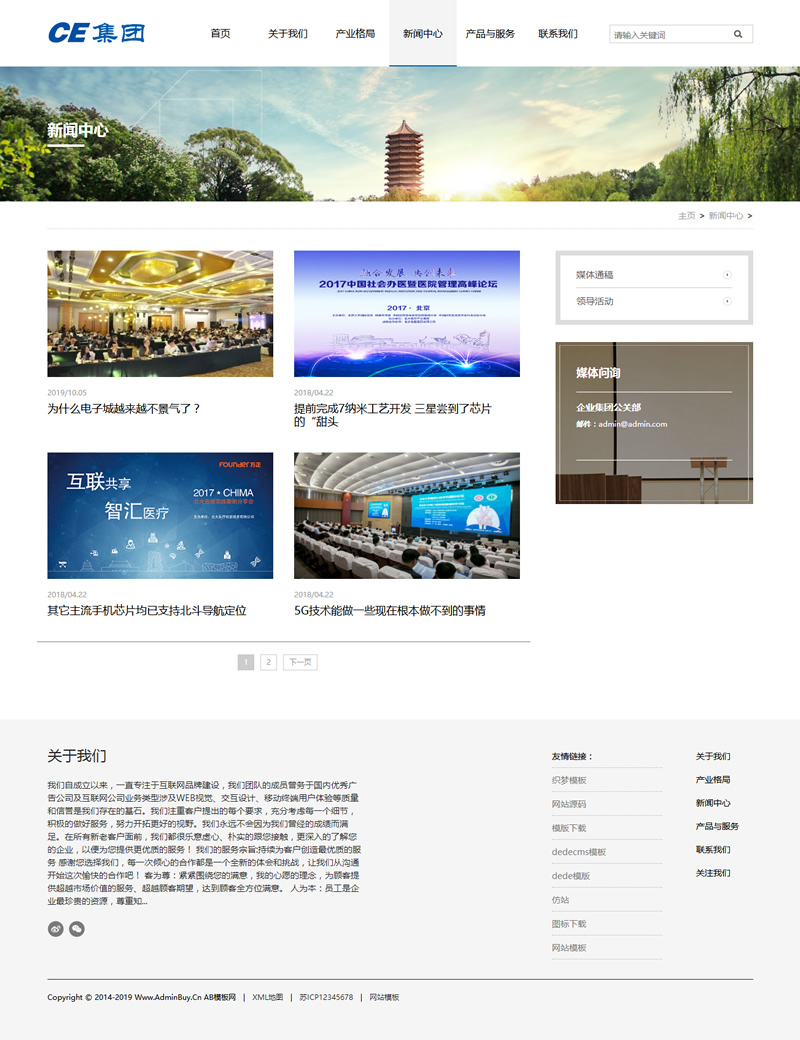 CE 集团
首页
关于我们
产业格局
新闻中心
产品与服务
联系我们
请输入关键词
新闻中心
主页 > 新闻中心 >
2017中国社会办医暨医院管理高峰论坛
2017 · 北京
媒体通稿
领导活动
媒体问询
企业集团公关部
邮件：admin@admin.com
2019/10.05
为什么电子城越来越不景气了？
2018/04.22
提前完成7纳米工艺开发 三星尝到了芯片
的“甜头
FOUNDER 方正
互联共享
智汇医疗
2017 • CHIMA
2018/04.22
其它主流手机芯片均已支持北斗导航定位
2018/04.22
5G技术能做一些现在根本做不到的事情
1
2
下一页
关于我们
我们自成立以来，一直专注于互联网品牌建设，我们团队的成员曾务于国内优秀广
告公司及互联网公司业务类型涉及WEB视觉、交互设计、移动终端用户体验等质量
和信誉是我们存在的基石。我们注重客户提出的每个要求，充分考虑每一个细节，
积极的做好服务，努力开拓更好的视野。我们永远不会因为我们曾经的成绩而满
足。在所有新老客户面前，我们都很乐意虚心、朴实的跟您接触，更深入的了解您
的企业，以便为您提供更优质的服务！ 我们的服务宗旨:持续为客户创造最优质的服
务 感谢您选择我们，每一次倾心的合作都是一个全新的体会和挑战，让我们从沟通
开始这次愉快的合作吧！ 客为尊：紧紧围绕您的满意，我的心愿的理念，为顾客提
供超越市场价值的服务、超越顾客期望，达到顾客全方位满意。 人为本：员工是企
业最珍贵的资源，尊重知...
友情链接：
织梦模板
网站源码
模版下载
dedecms模板
dede模版
仿站
图标下载
网站模板
关于我们
产业格局
新闻中心
产品与服务
联系我们
关注我们
Copyright © 2014-2019 Www.AdminBuy.Cn AB模板网 | XML地图 | 苏ICP12345678 | 网站模板